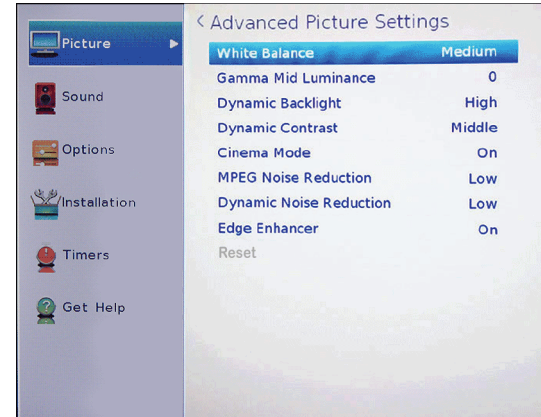 Picture
Sound
Options
Installation
Timers
Get Help
< Advanced Picture Settings
White Balance Medium
Gamma Mid Luminance 0
Dynamic Backlight High
Dynamic Contrast Middle
Cinema Mode On
MPEG Noise Reduction Low
Dynamic Noise Reduction Low
Edge Enhancer On
Reset